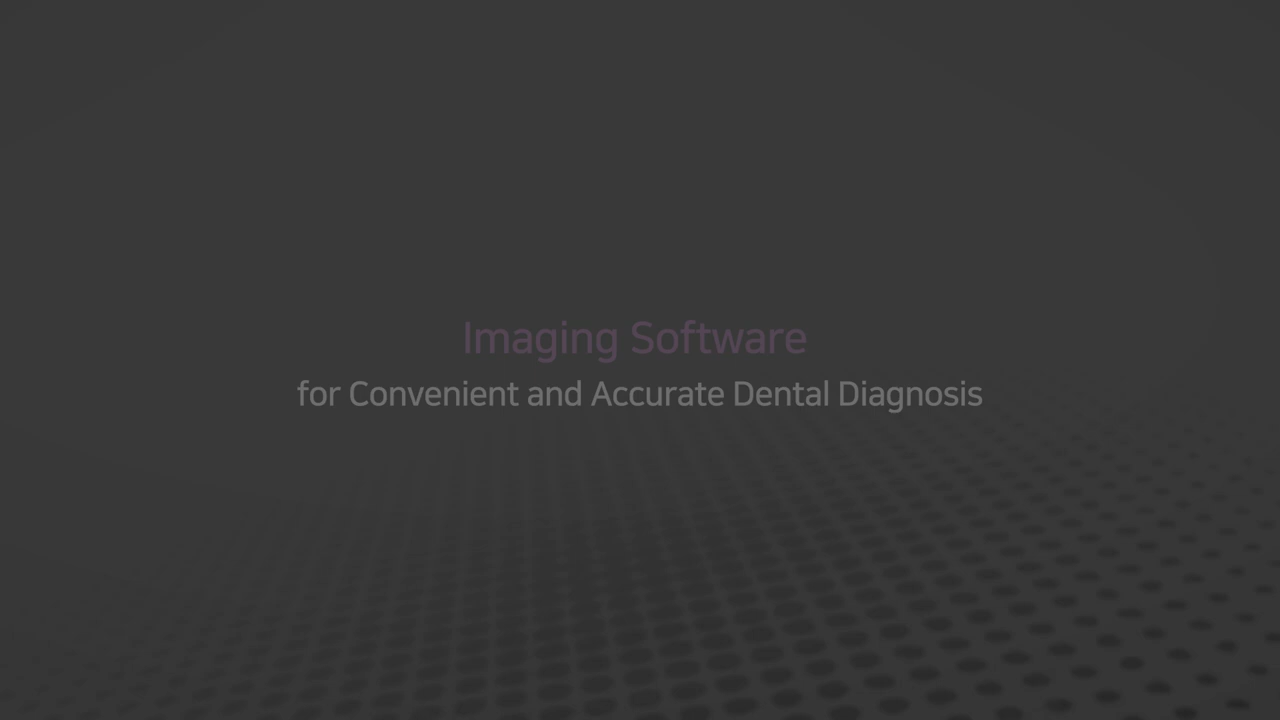 Imaging Software
for Convenient and Accurate Dental Diagnosis